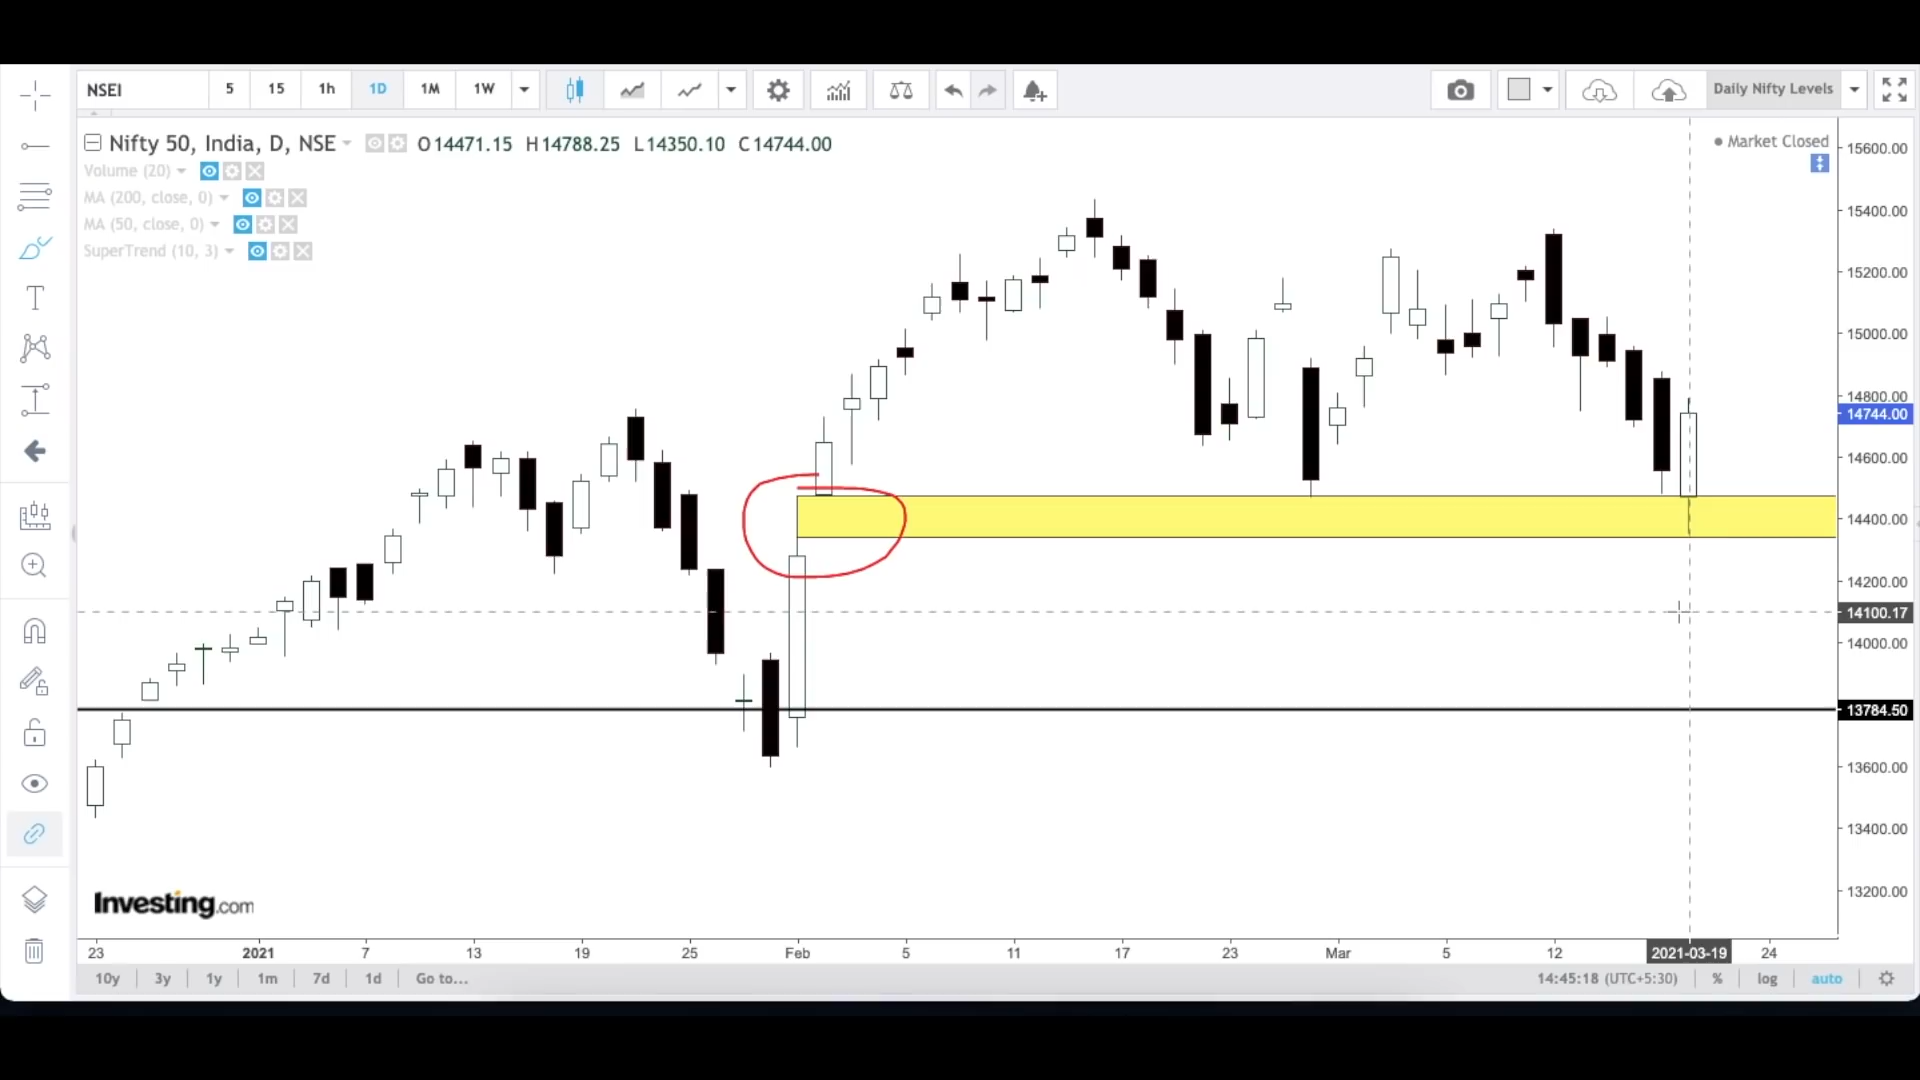 NSEI 5 15 1h 1D 1M 1W Daily Nifty Levels
Nifty 50, India, D, NSE O14471.15 H14788.25 L14350.10 C14744.00
Market Closed
Volume (20)
MA (200, close, 0)
MA (50, close, 0)
SuperTrend (10, 3)
15600.00
15400.00
15200.00
15000.00
14800.00
14744.00
14600.00
14400.00
14200.00
14100.17
14000.00
13784.50
13600.00
13400.00
13200.00
Investing.com
23 2021 7 13 19 25 Feb 5 11 17 23 Mar 5 12 2021-03-19 24
10y 3y 1y 1m 7d 1d Go to... 14:45:18 (UTC+5:30) % log auto